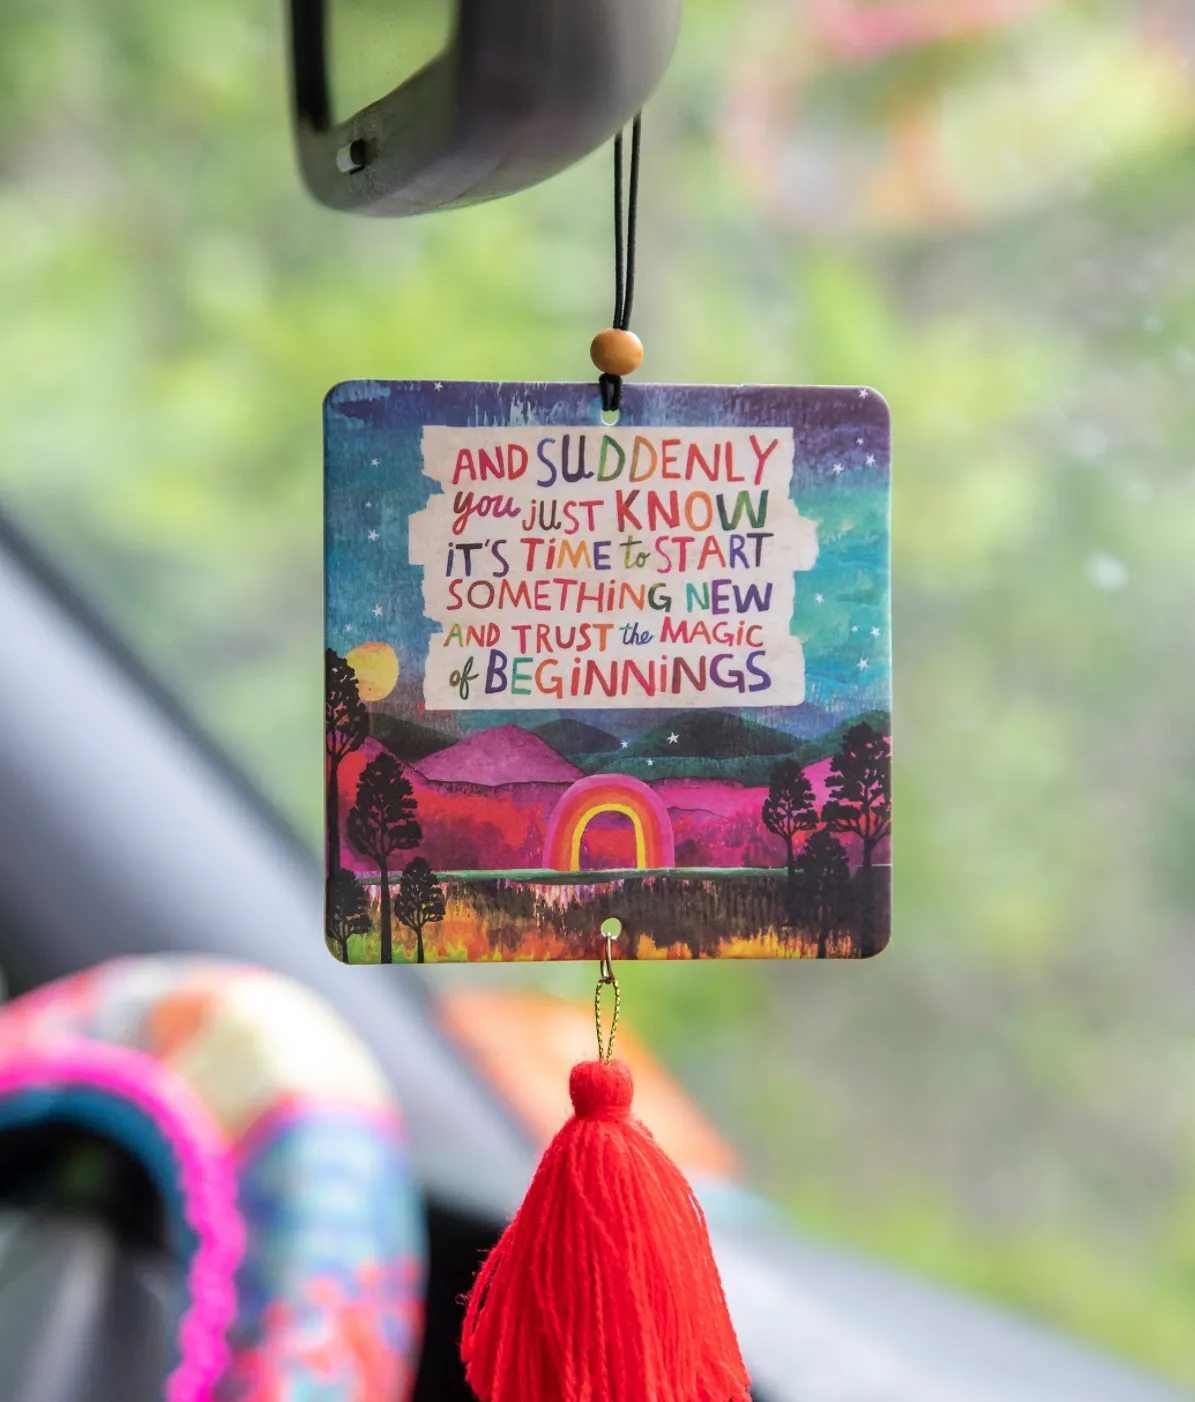 AND SUDDENLY
you just KNOW
iT'S TiME to START
SOMETHiNG NEW
AND TRUST the MAGiC
of BEGiNNiNGS